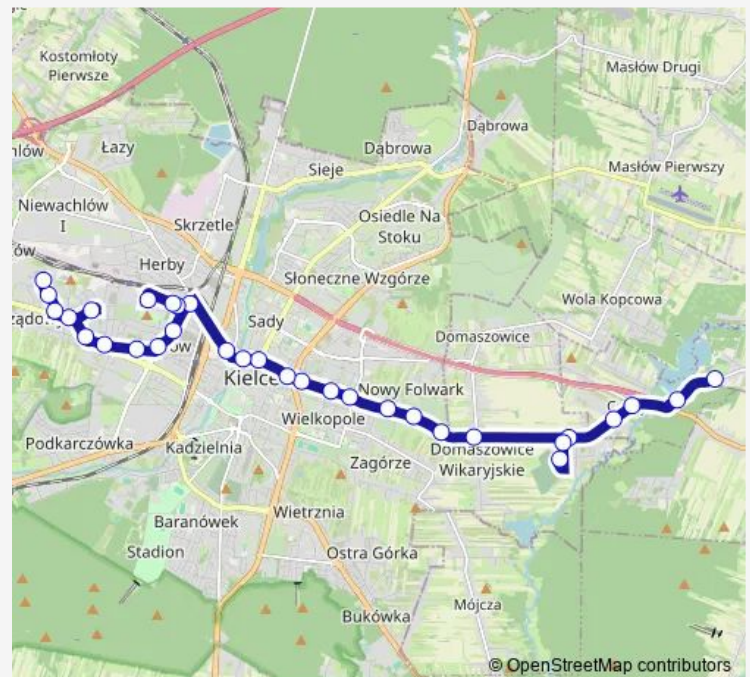 Kostomłoty
Pierwsze
Masłów Drugi
Dąbrowa
Dąbrowa
chlów
Łazy
Sieje
Masłów Pierwszy
Niewachlów
I
Osiedle Na
Stoku
Skrzetle
ów
Herby
Słoneczne Wzgórze
Wola Kopcowa
Sady
Domaszowice
Kielce
Nowy Folwark
Wielkopole
Podkarczówka
Kadzielnia
Domaszowice
Wikaryjskie
Zagórze
Baranówek
Wietrznia
Stadion
Ostra Górka
Mójcza
Bukówka
© OpenStreetMap contributors